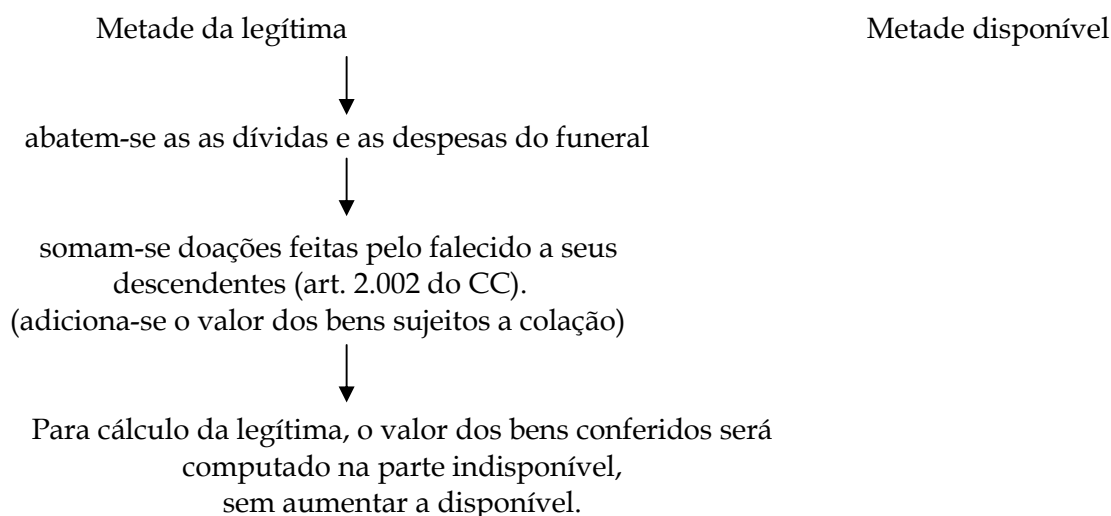 Metade da legítima
Metade disponível
abatem-se as as dívidas e as despesas do funeral
somam-se doações feitas pelo falecido a seus
descendentes (art. 2.002 do CC).
(adiciona-se o valor dos bens sujeitos a colação)
Para cálculo da legítima, o valor dos bens conferidos será
computado na parte indisponível,
sem aumentar a disponível.